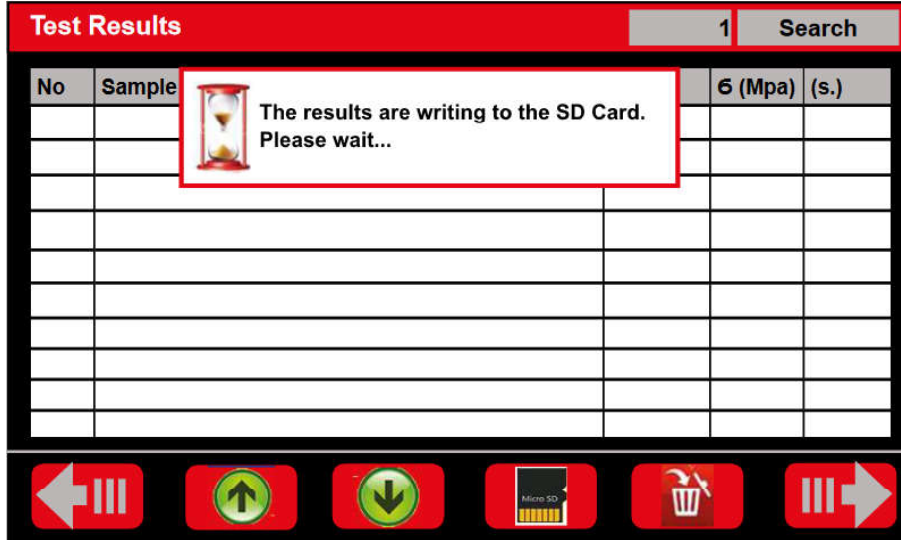 Test Results
1
Search
No Sample 6 (Mpa) (s.)
The results are writing to the SD Card.
Please wait...
Micro SD